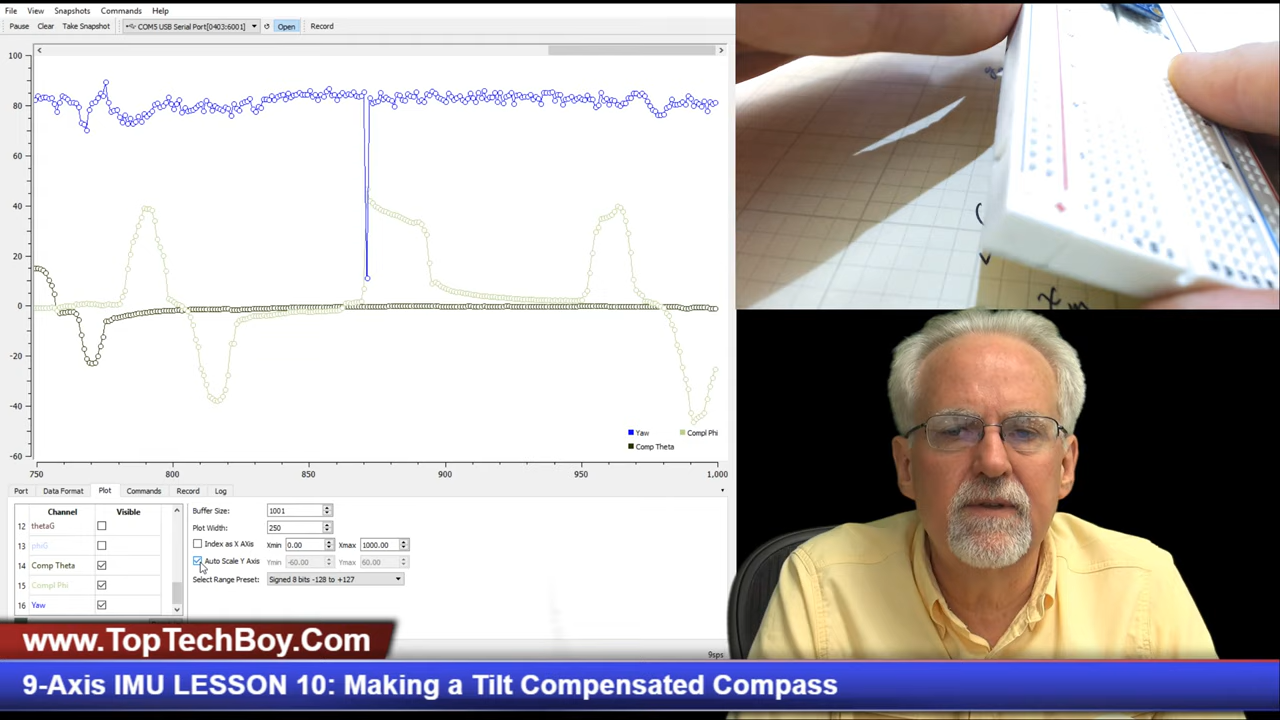 File View Snapshots Commands Help
Pause Clear Take Snapshot COM5 USB Serial Port[0403:6001] Open Record
100
80
60
40
20
0
-20
-40
-60
750 800 850 900 950 1,000
Yaw Compl Phi
Comp Theta
Port Data Format Plot Commands Record Log
Channel Visible
12 thetaG
13 phiG
14 Comp Theta
15 Compl Phi
16 Yaw
Buffer Size: 1001
Plot Width: 250
Index as X AXis Xmin 0.00 Xmax 1000.00
Auto Scale Y Axis Ymin -60.00 Ymax 60.00
Select Range Preset: Signed 8 bits -128 to +127
9sps
x m
www.TopTechBoy.Com
9-Axis IMU LESSON 10: Making a Tilt Compensated Compass